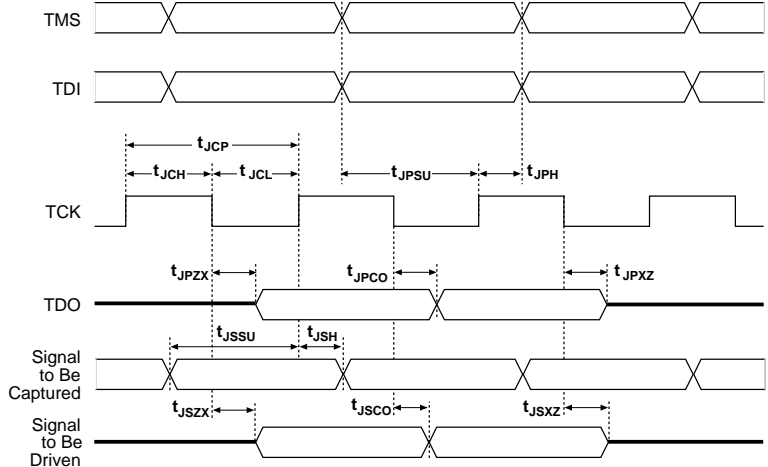 TMS
TDI
tJCP
tJCH
tJCL
tJPSU
tJPH
TCK
tJPZX
tJPCO
tJPXZ
TDO
tJSSU
tJSH
Signal
to Be
Captured
tJSZX
tJSCO
tJSXZ
Signal
to Be
Driven